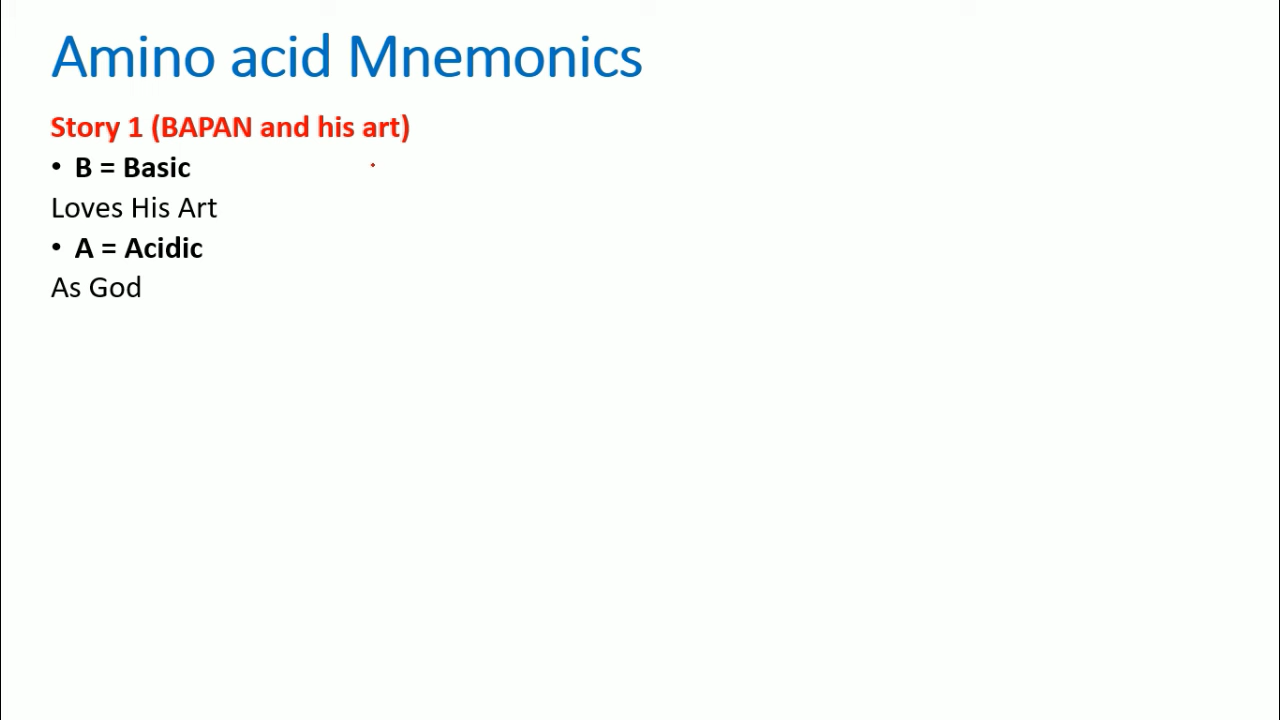 Amino acid Mnemonics
Story 1 (BAPAN and his art)
• B = Basic
Loves His Art
• A = Acidic
As God